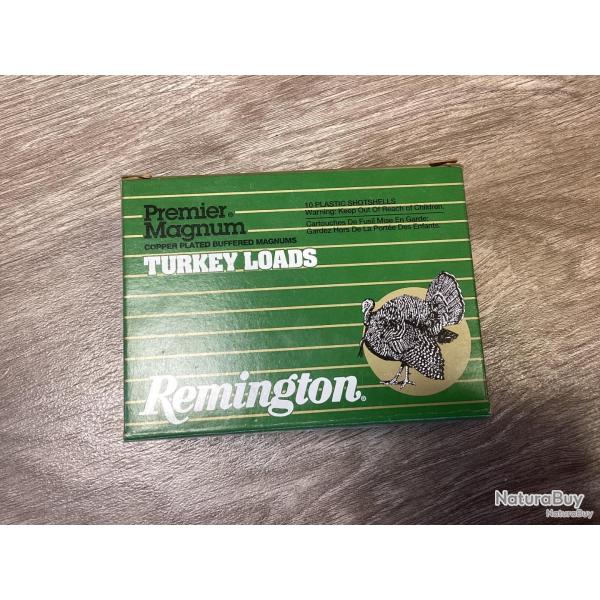 Premier®
Magnum
COPPER PLATED BUFFERED MAGNUMS
TURKEY LOADS
10 PLASTIC SHOTSHELLS
Warning: Keep Out Of Reach of Children.
Cartouches De Fusil Mise En Garde:
Gardez Hors De La Portée Des Enfants.
Remington®
NaturaBuy
NaturaBuy